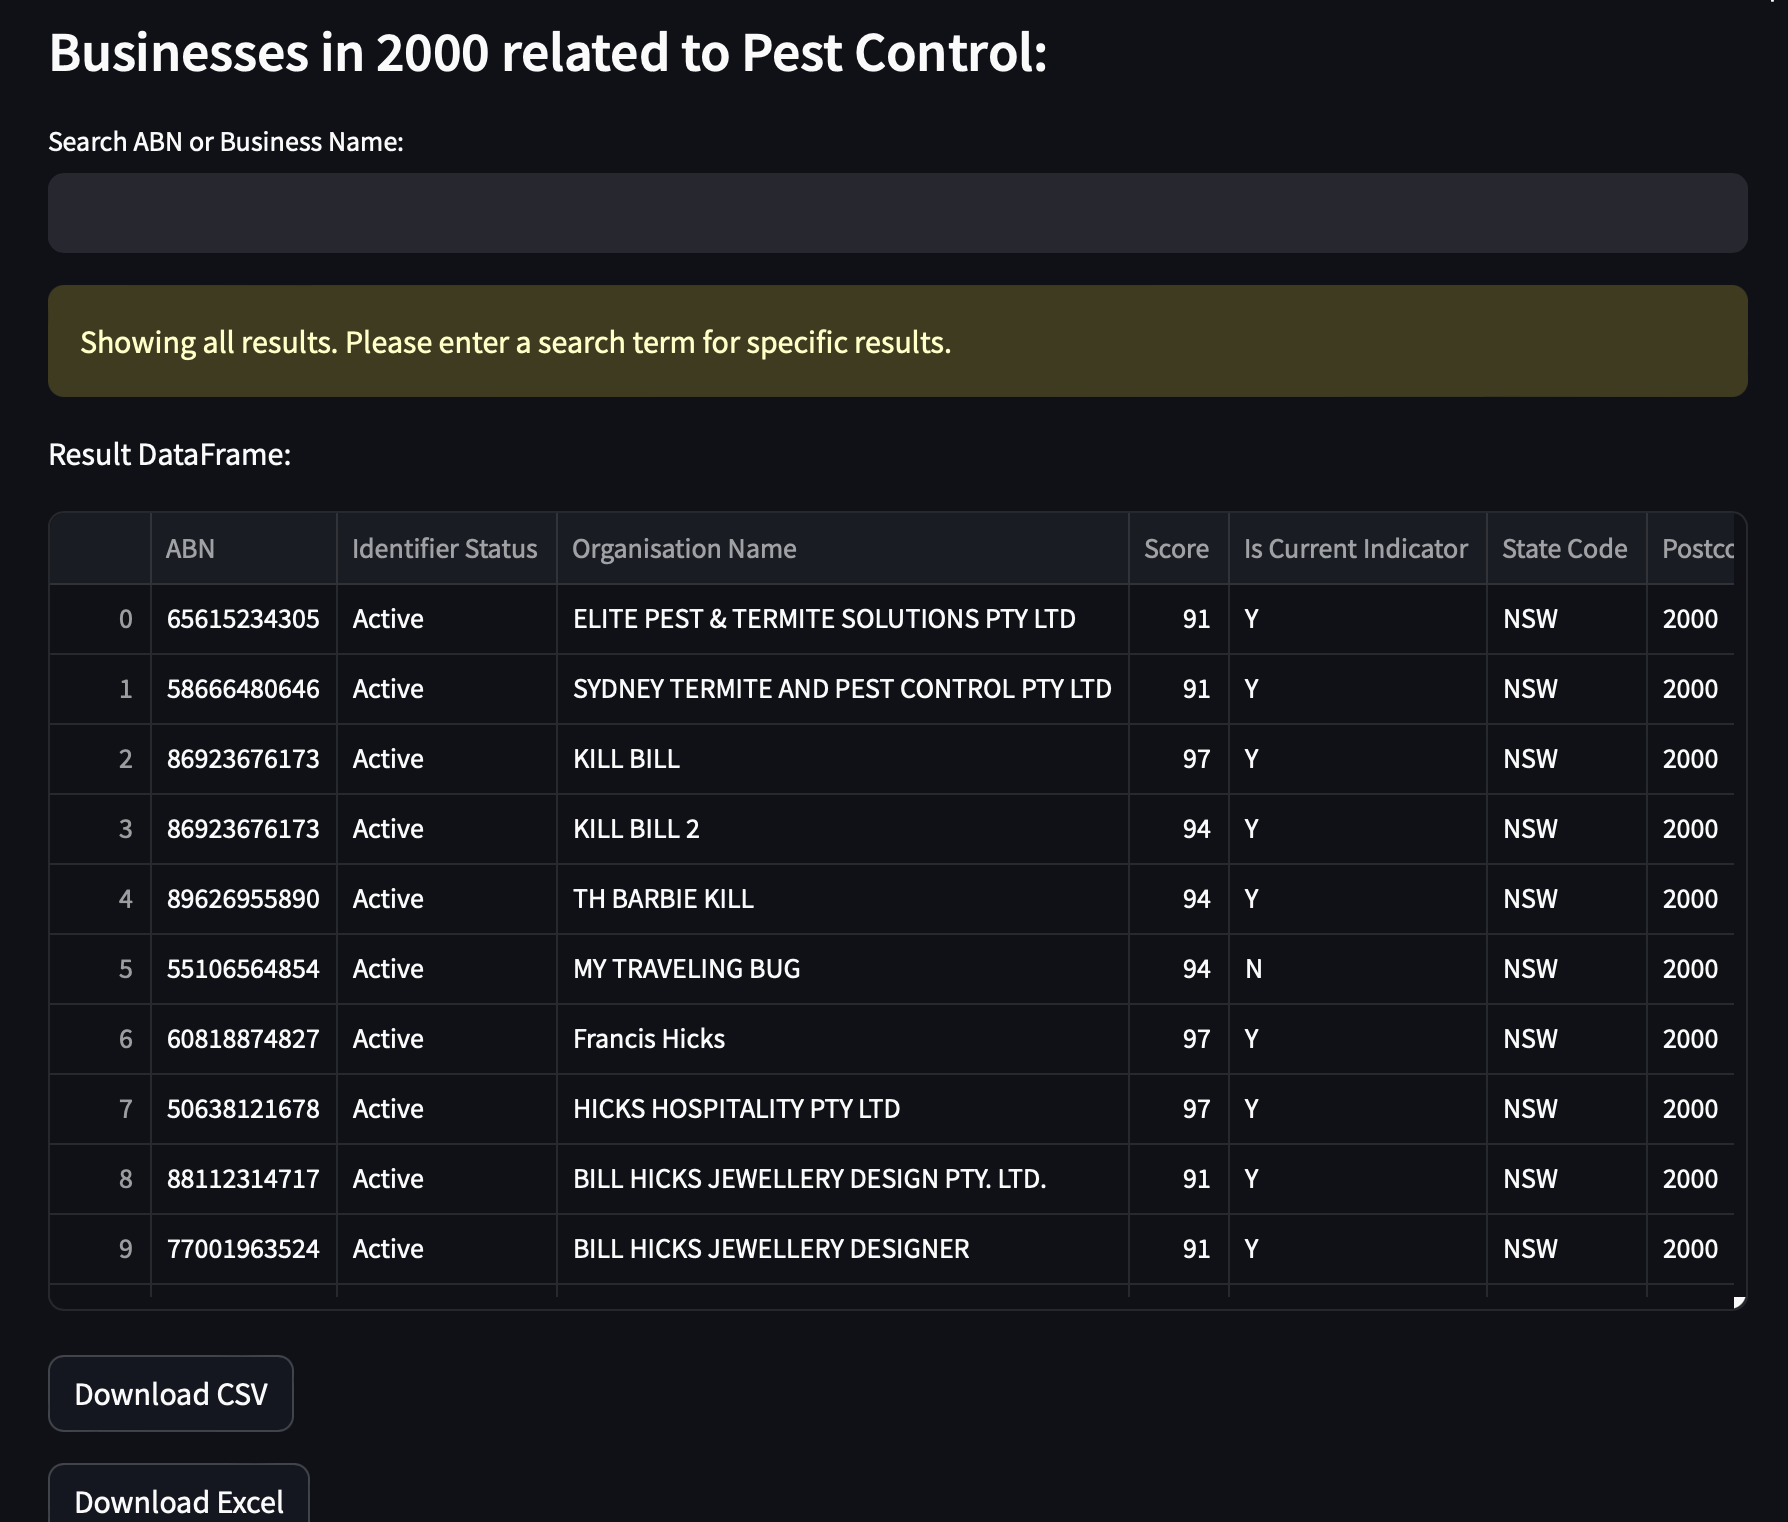 Businesses in 2000 related to Pest Control:
Search ABN or Business Name:
Showing all results. Please enter a search term for specific results.
Result DataFrame:
ABN Identifier Status Organisation Name Score Is Current Indicator State Code Postco
0 65615234305 Active ELITE PEST & TERMITE SOLUTIONS PTY LTD 91 Y NSW 2000
1 58666480646 Active SYDNEY TERMITE AND PEST CONTROL PTY LTD 91 Y NSW 2000
2 86923676173 Active KILL BILL 97 Y NSW 2000
3 86923676173 Active KILL BILL 2 94 Y NSW 2000
4 89626955890 Active TH BARBIE KILL 94 Y NSW 2000
5 55106564854 Active MY TRAVELING BUG 94 N NSW 2000
6 60818874827 Active Francis Hicks 97 Y NSW 2000
7 50638121678 Active HICKS HOSPITALITY PTY LTD 97 Y NSW 2000
8 88112314717 Active BILL HICKS JEWELLERY DESIGN PTY. LTD. 91 Y NSW 2000
9 77001963524 Active BILL HICKS JEWELLERY DESIGNER 91 Y NSW 2000
Download CSV
Download Excel